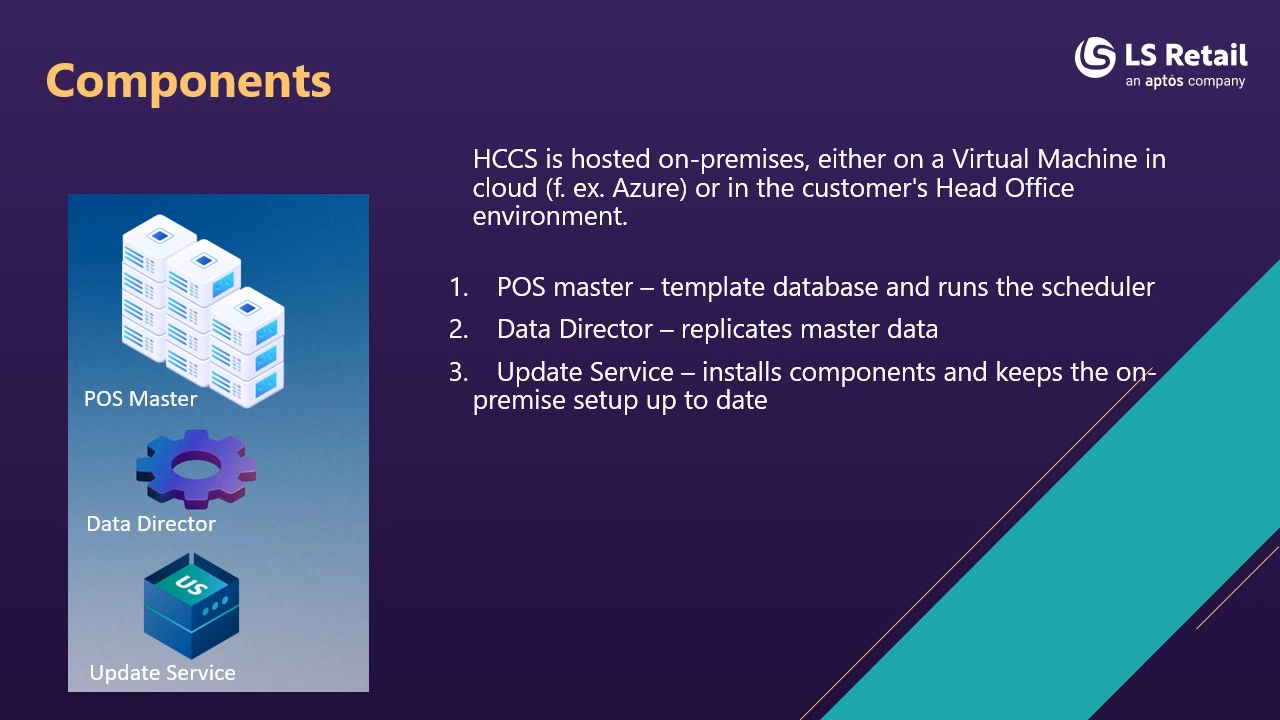 Components
LS Retail
an aptos company
HCCS is hosted on-premises, either on a Virtual Machine in
cloud (f. ex. Azure) or in the customer's Head Office
environment.
1. POS master – template database and runs the scheduler
2. Data Director – replicates master data
3. Update Service – installs components and keeps the on-
premise setup up to date
POS Master
Data Director
US
Update Service